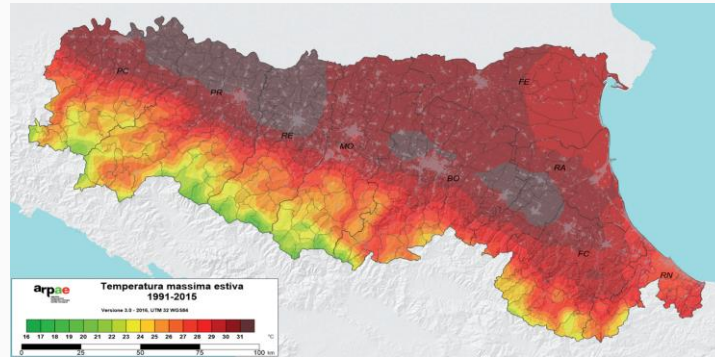 PC
PR
RE
MO
BO
FE
RA
FC
RN
arpae
Temperatura massima estiva
1991-2015
Versione 3.0 - 2016, UTM 32 WGS84
16 17 18 19 20 21 22 23 24 25 26 27 28 29 30 31 °C
0 25 50 75 100 km